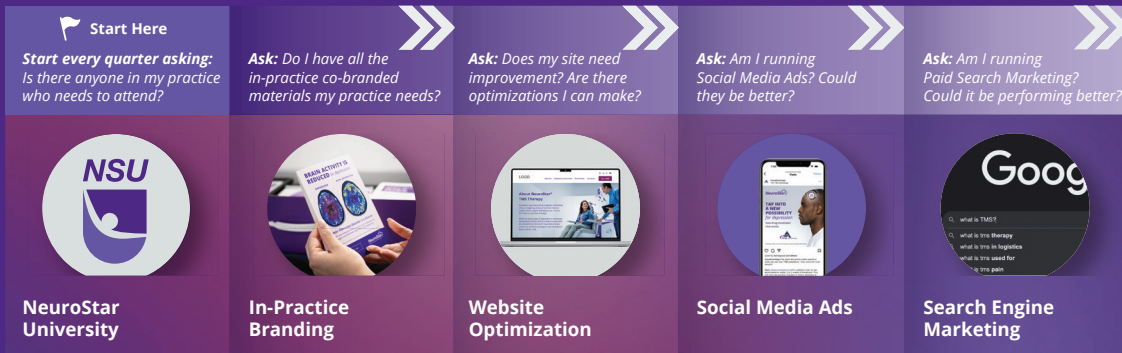 Start Here
Start every quarter asking:
Is there anyone in my practice
who needs to attend?
Ask: Do I have all the
in-practice co-branded
materials my practice needs?
Ask: Does my site need
improvement? Are there
optimizations I can make?
Ask: Am I running
Social Media Ads? Could
they be better?
Ask: Am I running
Paid Search Marketing?
Could it be performing better?
NSU
BRAIN ACTIVITY IS
REDUCED in depression
LOGO
About NeuroStar®
TMS Therapy
NeuroStar
TAP INTO
A NEW
POSSIBILITY
for depression
Goog
what is TMS?
what is tms therapy
what is tms in logistics
what is tms used for
what is tms pain
NeuroStar
University
In-Practice
Branding
Website
Optimization
Social Media Ads
Search Engine
Marketing